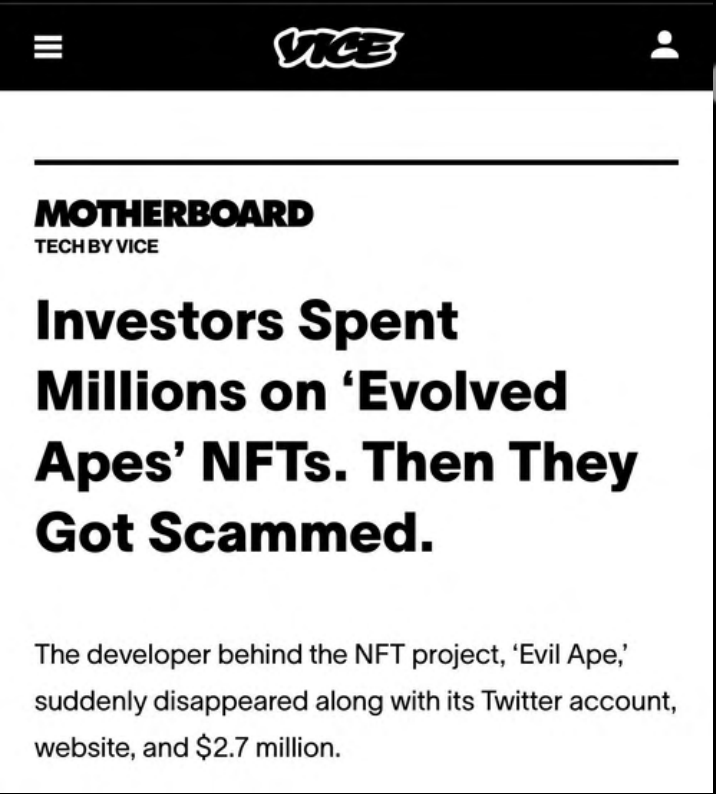 VICE
MOTHERBOARD
TECH BY VICE
Investors Spent
Millions on ‘Evolved
Apes’ NFTs. Then They
Got Scammed.
The developer behind the NFT project, ‘Evil Ape,’
suddenly disappeared along with its Twitter account,
website, and $2.7 million.